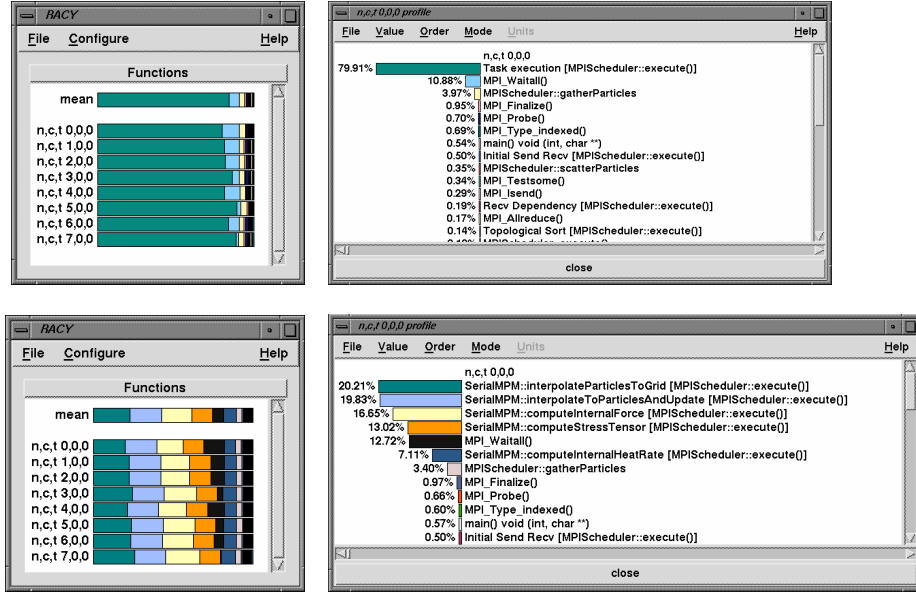 RACY
File Configure Help
Functions
mean
n,c,t 0,0,0
n,c,t 1,0,0
n,c,t 2,0,0
n,c,t 3,0,0
n,c,t 4,0,0
n,c,t 5,0,0
n,c,t 6,0,0
n,c,t 7,0,0
n,c,t 0,0,0 profile
File Value Order Mode Units Help
n,c,t 0,0,0
79.91% Task execution [MPIScheduler::execute()]
10.88% MPI_Waitall()
3.97% MPIScheduler::gatherParticles
0.95% MPI_Finalize()
0.70% MPI_Probe()
0.69% MPI_Type_indexed()
0.54% main() void (int, char **)
0.50% Initial Send Recv [MPIScheduler::execute()]
0.35% MPIScheduler::scatterParticles
0.34% MPI_Testsome()
0.29% MPI_Isend()
0.19% Recv Dependency [MPIScheduler::execute()]
0.17% MPI_Allreduce()
0.14% Topological Sort [MPIScheduler::execute()]
close
RACY
File Configure Help
Functions
mean
n,c,t 0,0,0
n,c,t 1,0,0
n,c,t 2,0,0
n,c,t 3,0,0
n,c,t 4,0,0
n,c,t 5,0,0
n,c,t 6,0,0
n,c,t 7,0,0
n,c,t 0,0,0 profile
File Value Order Mode Units Help
n,c,t 0,0,0
20.21% SerialMPM::interpolateParticlesToGrid [MPIScheduler::execute()]
19.83% SerialMPM::interpolateToParticlesAndUpdate [MPIScheduler::execute()]
16.65% SerialMPM::computeInternalForce [MPIScheduler::execute()]
13.02% SerialMPM::computeStressTensor [MPIScheduler::execute()]
12.72% MPI_Waitall()
7.11% SerialMPM::computeInternalHeatRate [MPIScheduler::execute()]
3.40% MPIScheduler::gatherParticles
0.97% MPI_Finalize()
0.66% MPI_Probe()
0.60% MPI_Type_indexed()
0.57% main() void (int, char **)
0.50% Initial Send Recv [MPIScheduler::execute()]
close